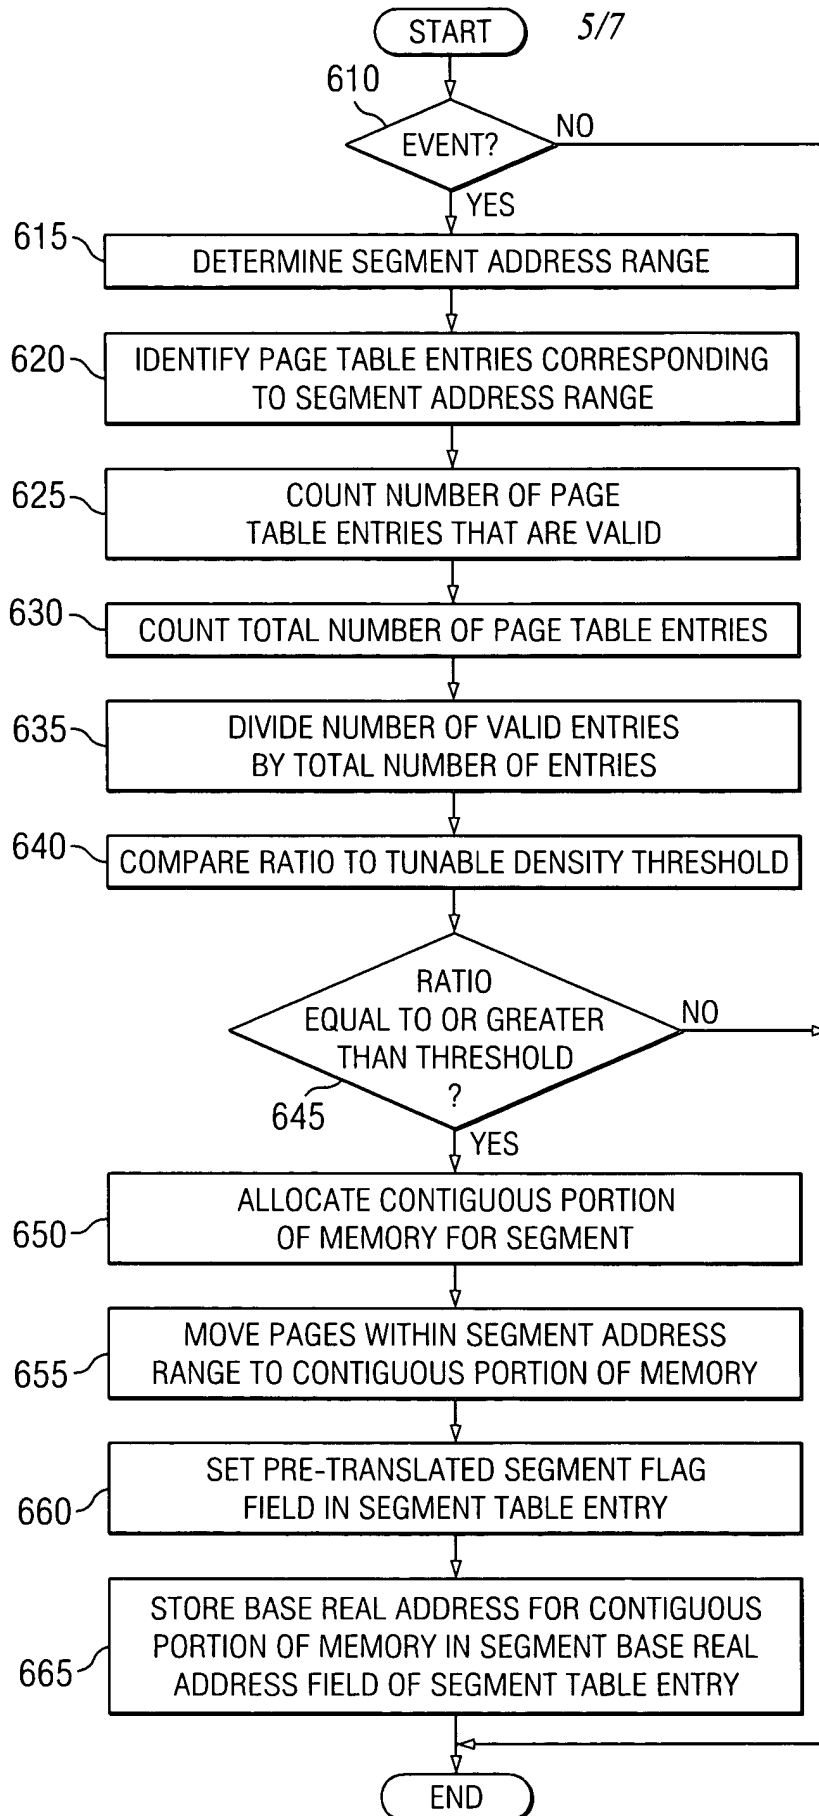 START
5/7
610
EVENT?
NO
YES
615
DETERMINE SEGMENT ADDRESS RANGE
620
IDENTIFY PAGE TABLE ENTRIES CORRESPONDING
TO SEGMENT ADDRESS RANGE
625
COUNT NUMBER OF PAGE
TABLE ENTRIES THAT ARE VALID
630
COUNT TOTAL NUMBER OF PAGE TABLE ENTRIES
635
DIVIDE NUMBER OF VALID ENTRIES
BY TOTAL NUMBER OF ENTRIES
640
COMPARE RATIO TO TUNABLE DENSITY THRESHOLD
RATIO
EQUAL TO OR GREATER
THAN THRESHOLD
?
NO
645
YES
650
ALLOCATE CONTIGUOUS PORTION
OF MEMORY FOR SEGMENT
655
MOVE PAGES WITHIN SEGMENT ADDRESS
RANGE TO CONTIGUOUS PORTION OF MEMORY
660
SET PRE-TRANSLATED SEGMENT FLAG
FIELD IN SEGMENT TABLE ENTRY
665
STORE BASE REAL ADDRESS FOR CONTIGUOUS
PORTION OF MEMORY IN SEGMENT BASE REAL
ADDRESS FIELD OF SEGMENT TABLE ENTRY
END